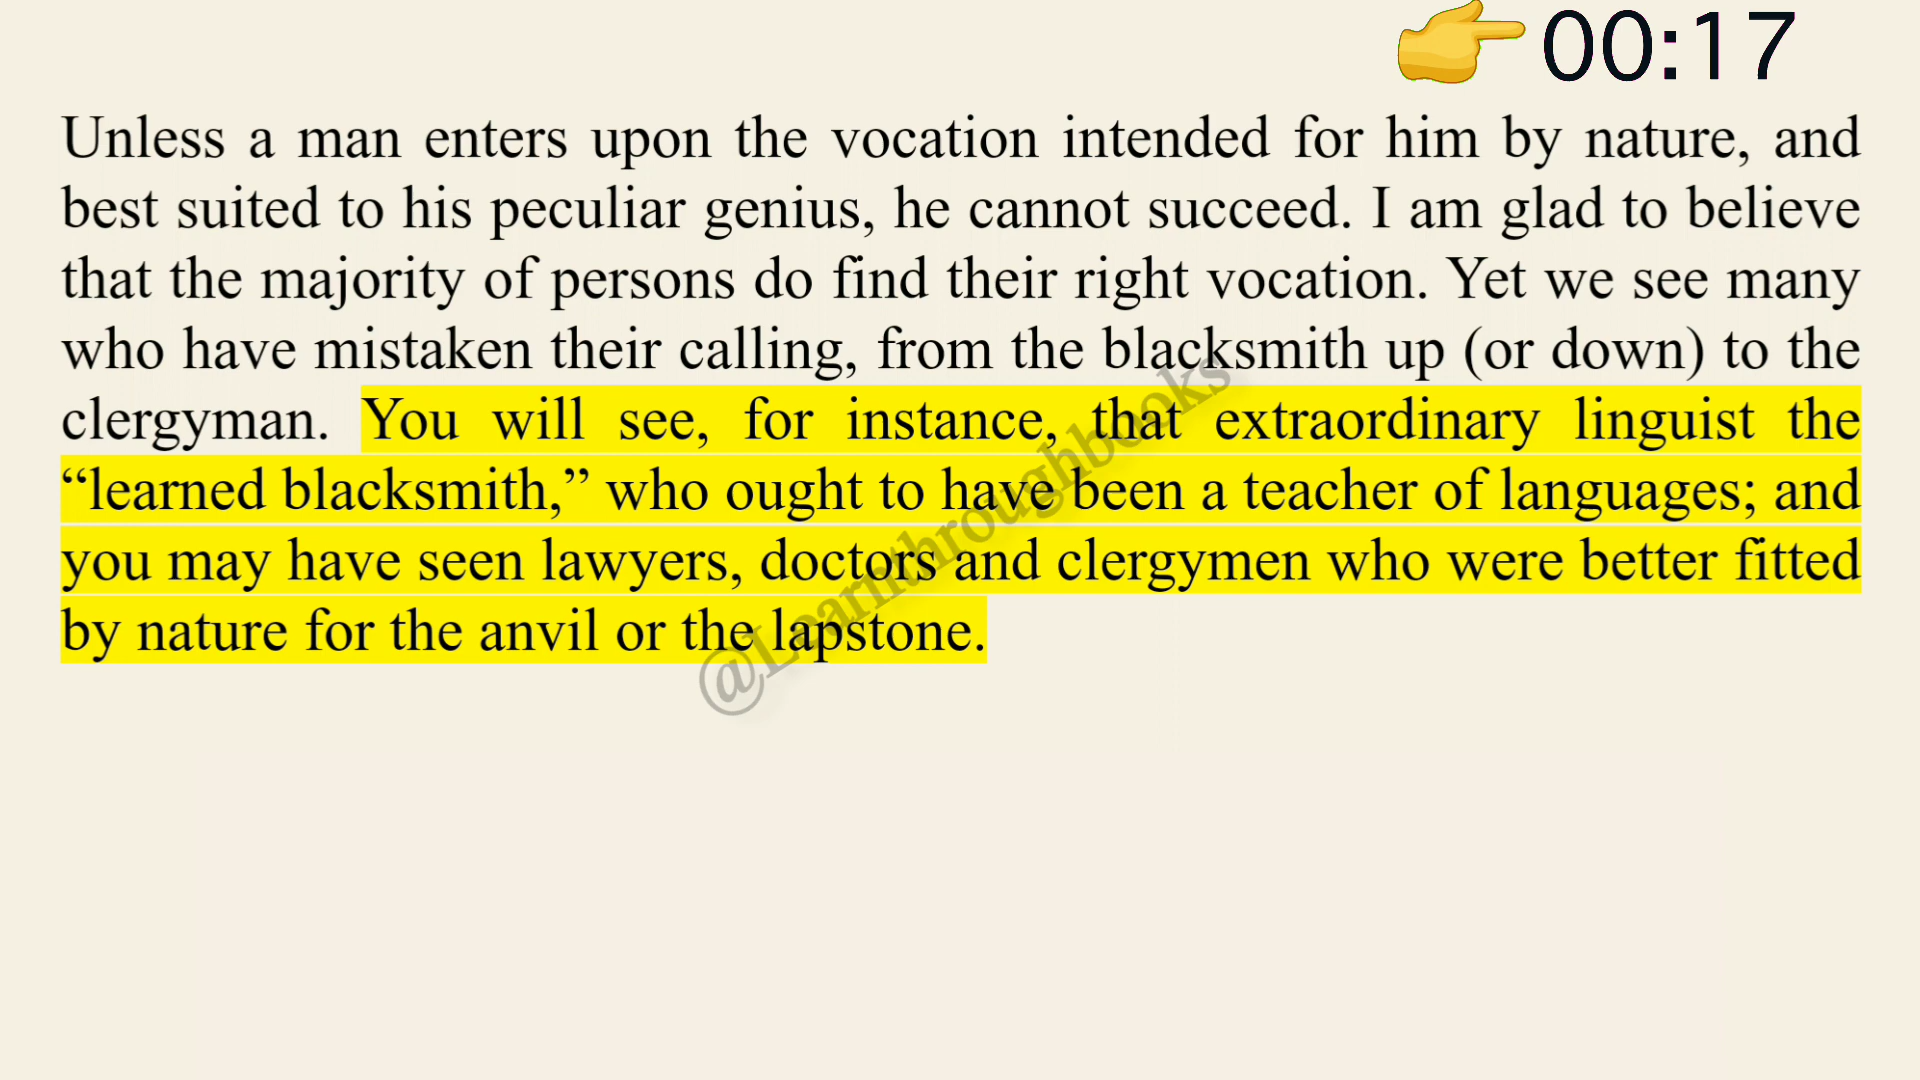 00:17
Unless a man enters upon the vocation intended for him by nature, and
best suited to his peculiar genius, he cannot succeed. I am glad to believe
that the majority of persons do find their right vocation. Yet we see many
who have mistaken their calling, from the blacksmith up (or down) to the
clergyman. You will see, for instance, that extraordinary linguist the
“learned blacksmith,” who ought to have been a teacher of languages; and
you may have seen lawyers, doctors and clergymen who were better fitted
by nature for the anvil or the lapstone.
@Learnthroughbooks